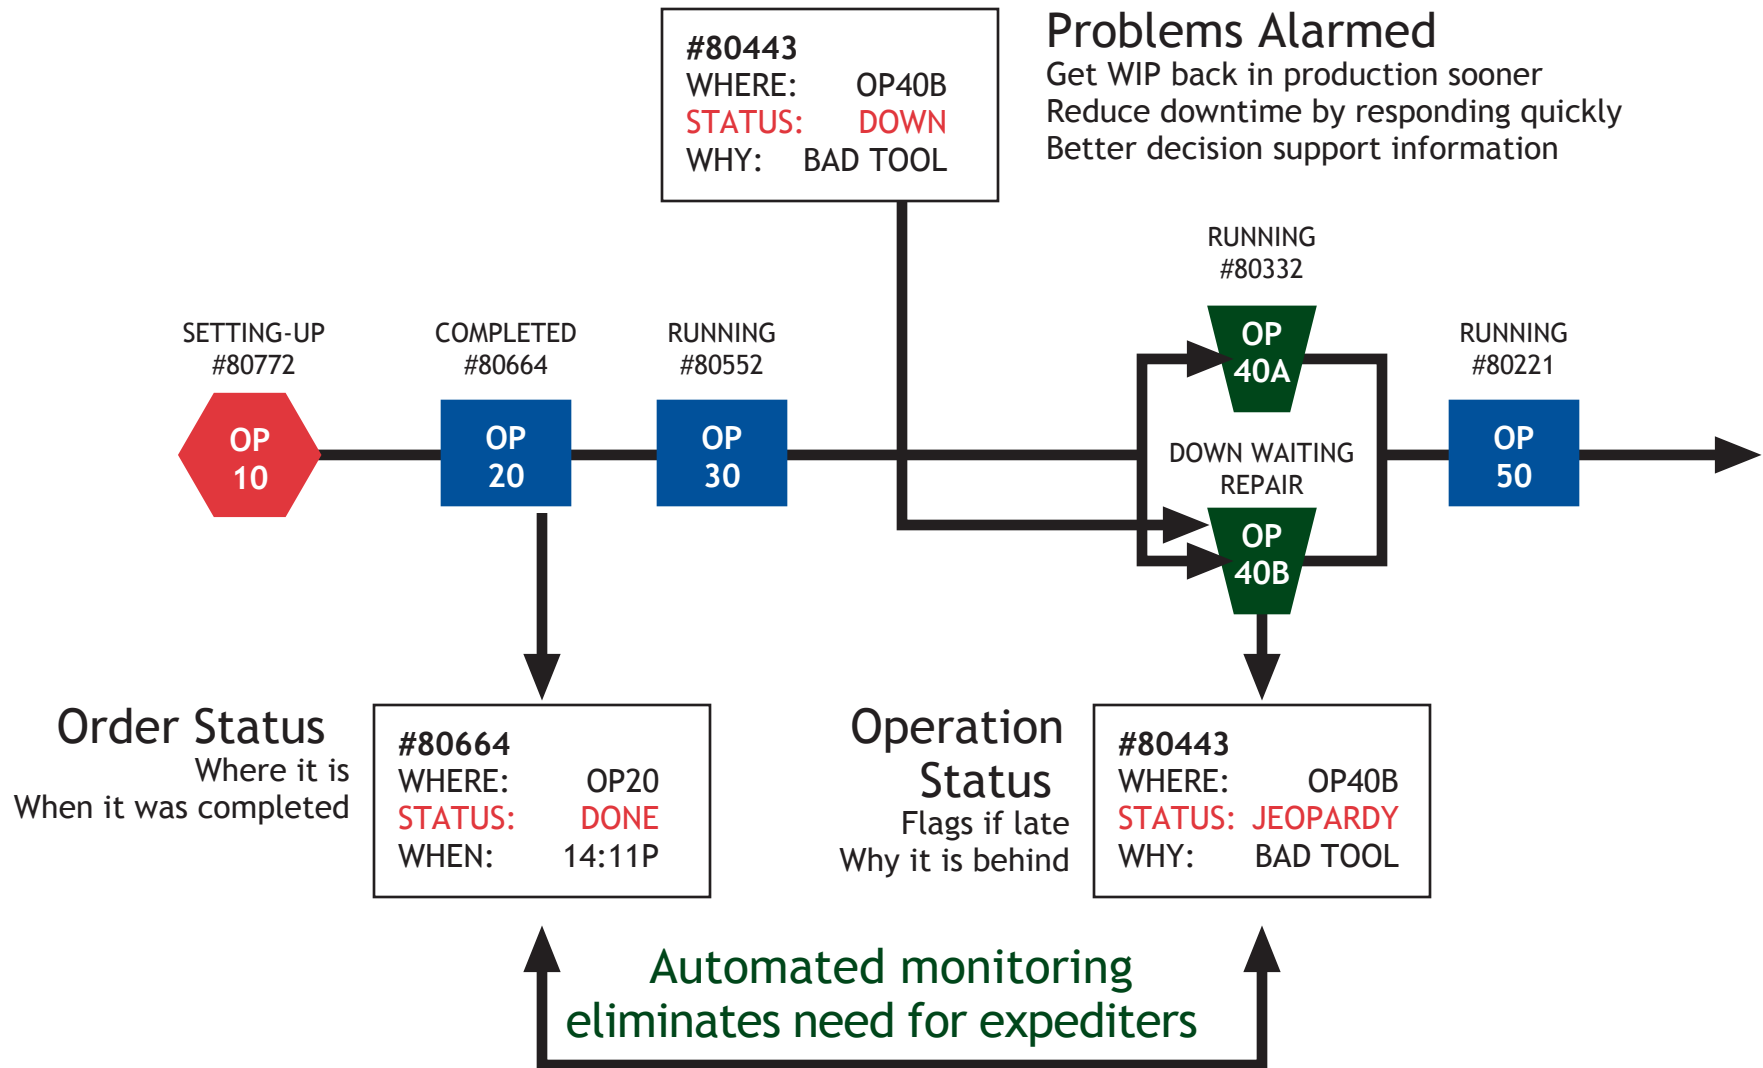 #80443
WHERE: OP40B
STATUS: DOWN
WHY: BAD TOOL
Problems Alarmed
Get WIP back in production sooner
Reduce downtime by responding quickly
Better decision support information
RUNNING
#80332
SETTING-UP
#80772
COMPLETED
#80664
RUNNING
#80552
RUNNING
#80221
OP
40A
OP
10
OP
20
OP
30
DOWN WAITING
REPAIR
OP
50
OP
40B
Order Status
Where it is
When it was completed
#80664
WHERE: OP20
STATUS: DONE
WHEN: 14:11P
Operation
Status
Flags if late
Why it is behind
#80443
WHERE: OP40B
STATUS: JEOPARDY
WHY: BAD TOOL
Automated monitoring
eliminates need for expediters